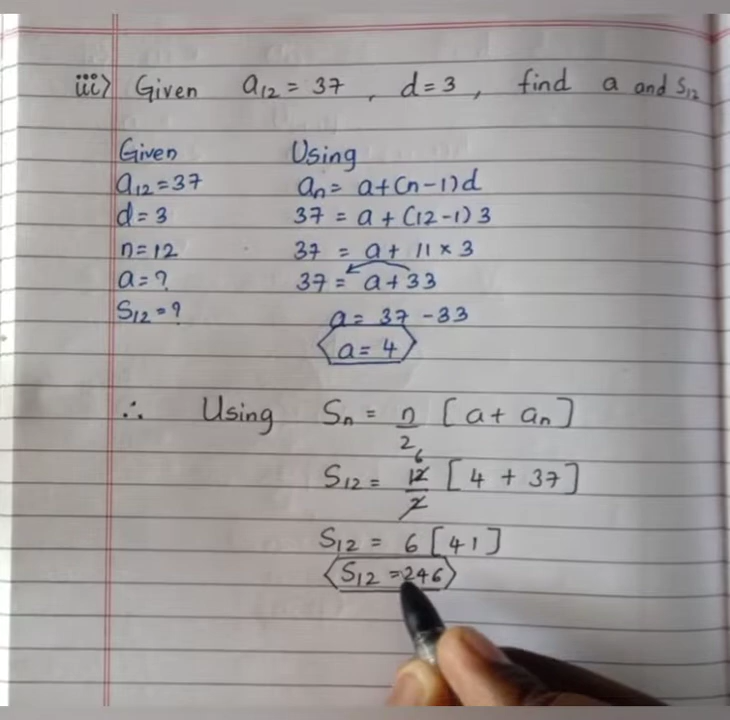 iii) Given a12 = 37, d = 3, find a and S12
Given Using
a12 = 37 an = a + (n - 1) d
d = 3 37 = a + (12 - 1) 3
n = 12 37 = a + 11 × 3
a = ? 37 = a + 33
S12 = ? a = 37 - 33
a = 4
∴ Using Sn = n/2 [a + an]
S12 = 12/2 6 [4 + 37]
S12 = 6 [41]
S12 = 246